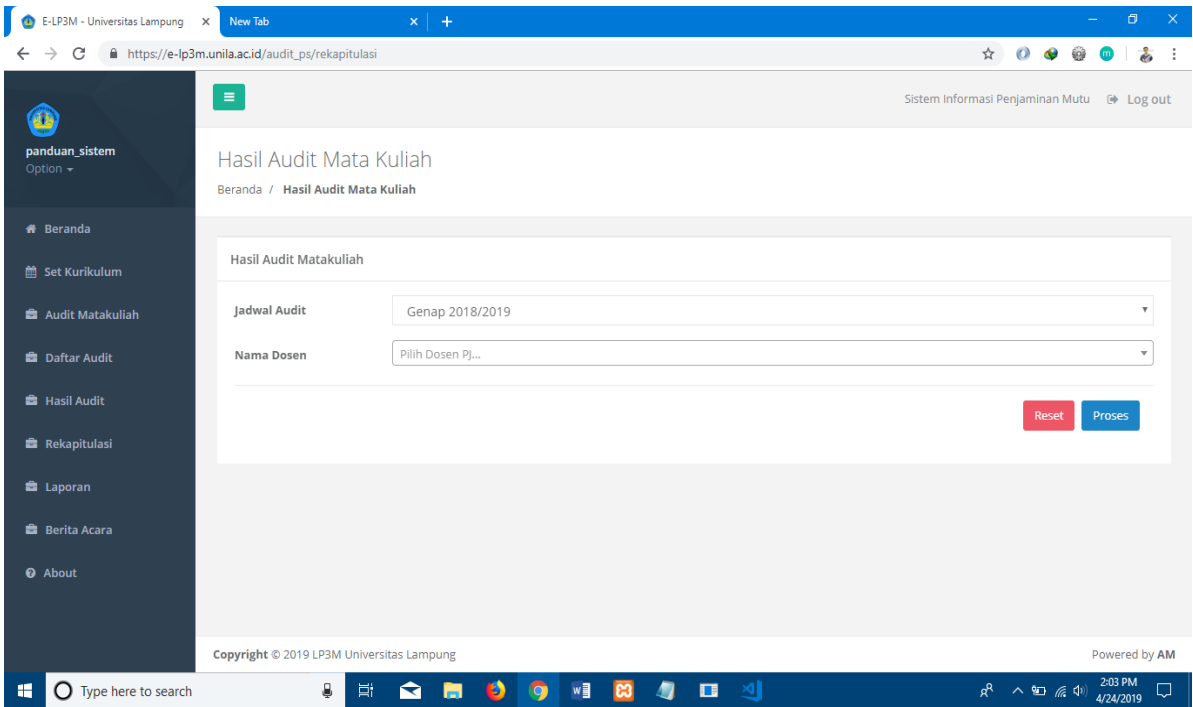 E-LP3M - Universitas Lampung
New Tab
https://e-lp3m.unila.ac.id/audit_ps/rekapitulasi
Sistem Informasi Penjaminan Mutu
Log out
panduan_sistem
Option
Hasil Audit Mata Kuliah
Beranda / Hasil Audit Mata Kuliah
Beranda
Set Kurikulum
Audit Matakuliah
Daftar Audit
Hasil Audit
Rekapitulasi
Laporan
Berita Acara
About
Hasil Audit Matakuliah
Jadwal Audit
Genap 2018/2019
Nama Dosen
Pilih Dosen PJ...
Reset
Proses
Copyright © 2019 LP3M Universitas Lampung
Powered by AM
Type here to search
2:03 PM
4/24/2019